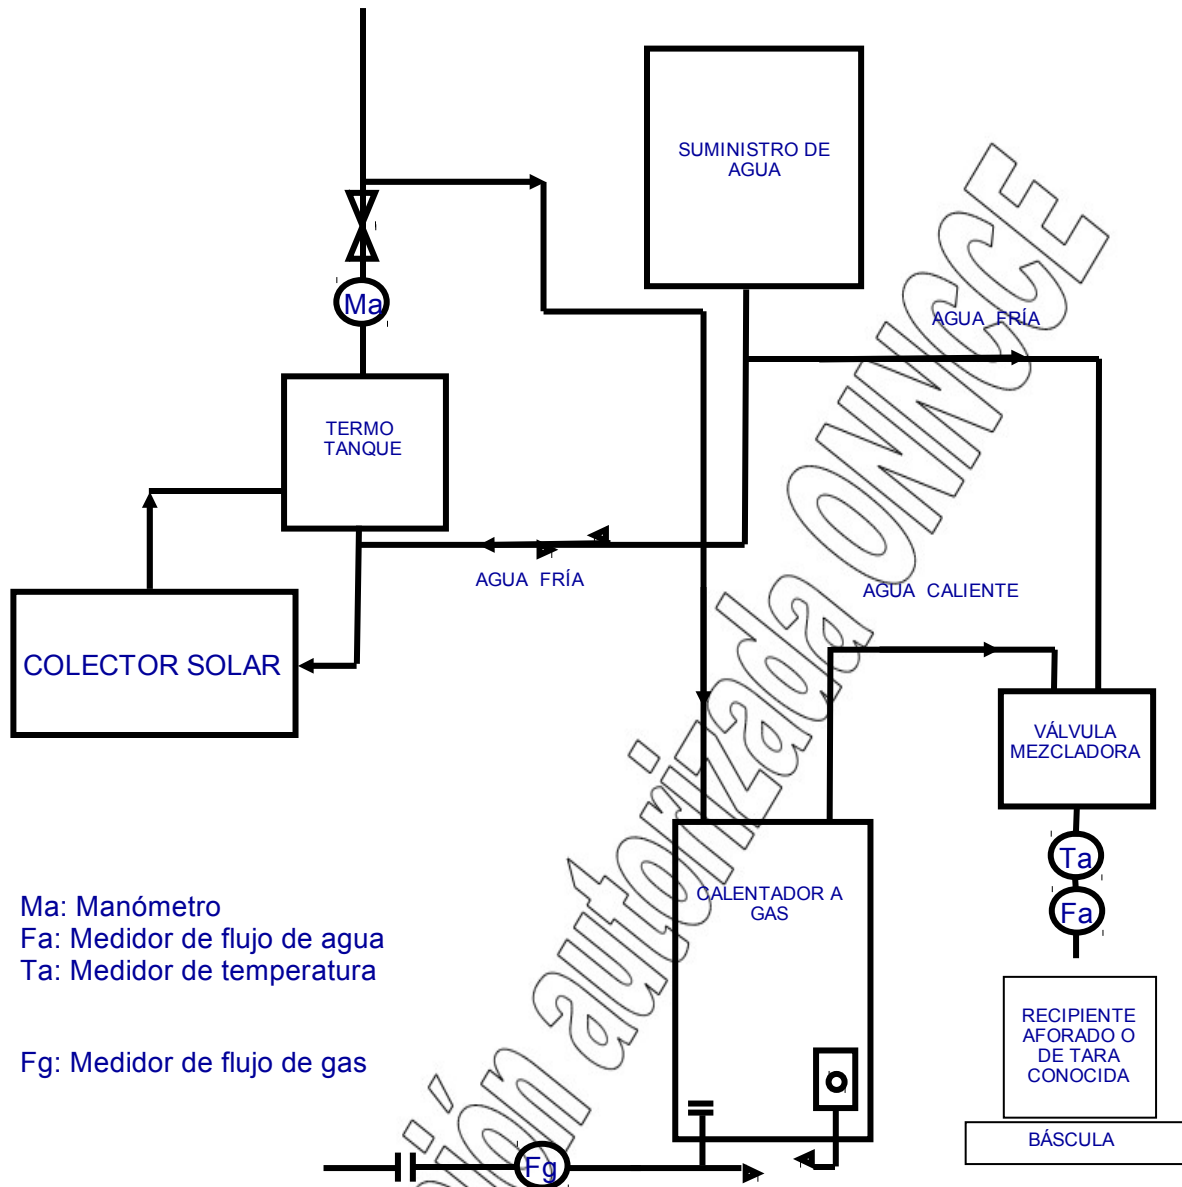 SUMINISTRO DE
AGUA
AGUA FRÍA
Ma
TERMO
TANQUE
AGUA FRÍA
AGUA CALIENTE
COLECTOR SOLAR
VÁLVULA
MEZCLADORA
Ta
Fa
CALENTADOR A
GAS
Ma: Manómetro
Fa: Medidor de flujo de agua
Ta: Medidor de temperatura
Fg: Medidor de flujo de gas
RECIPIENTE
AFORADO O
DE TARA
CONOCIDA
BÁSCULA
Fg
autorizada ONNCCE